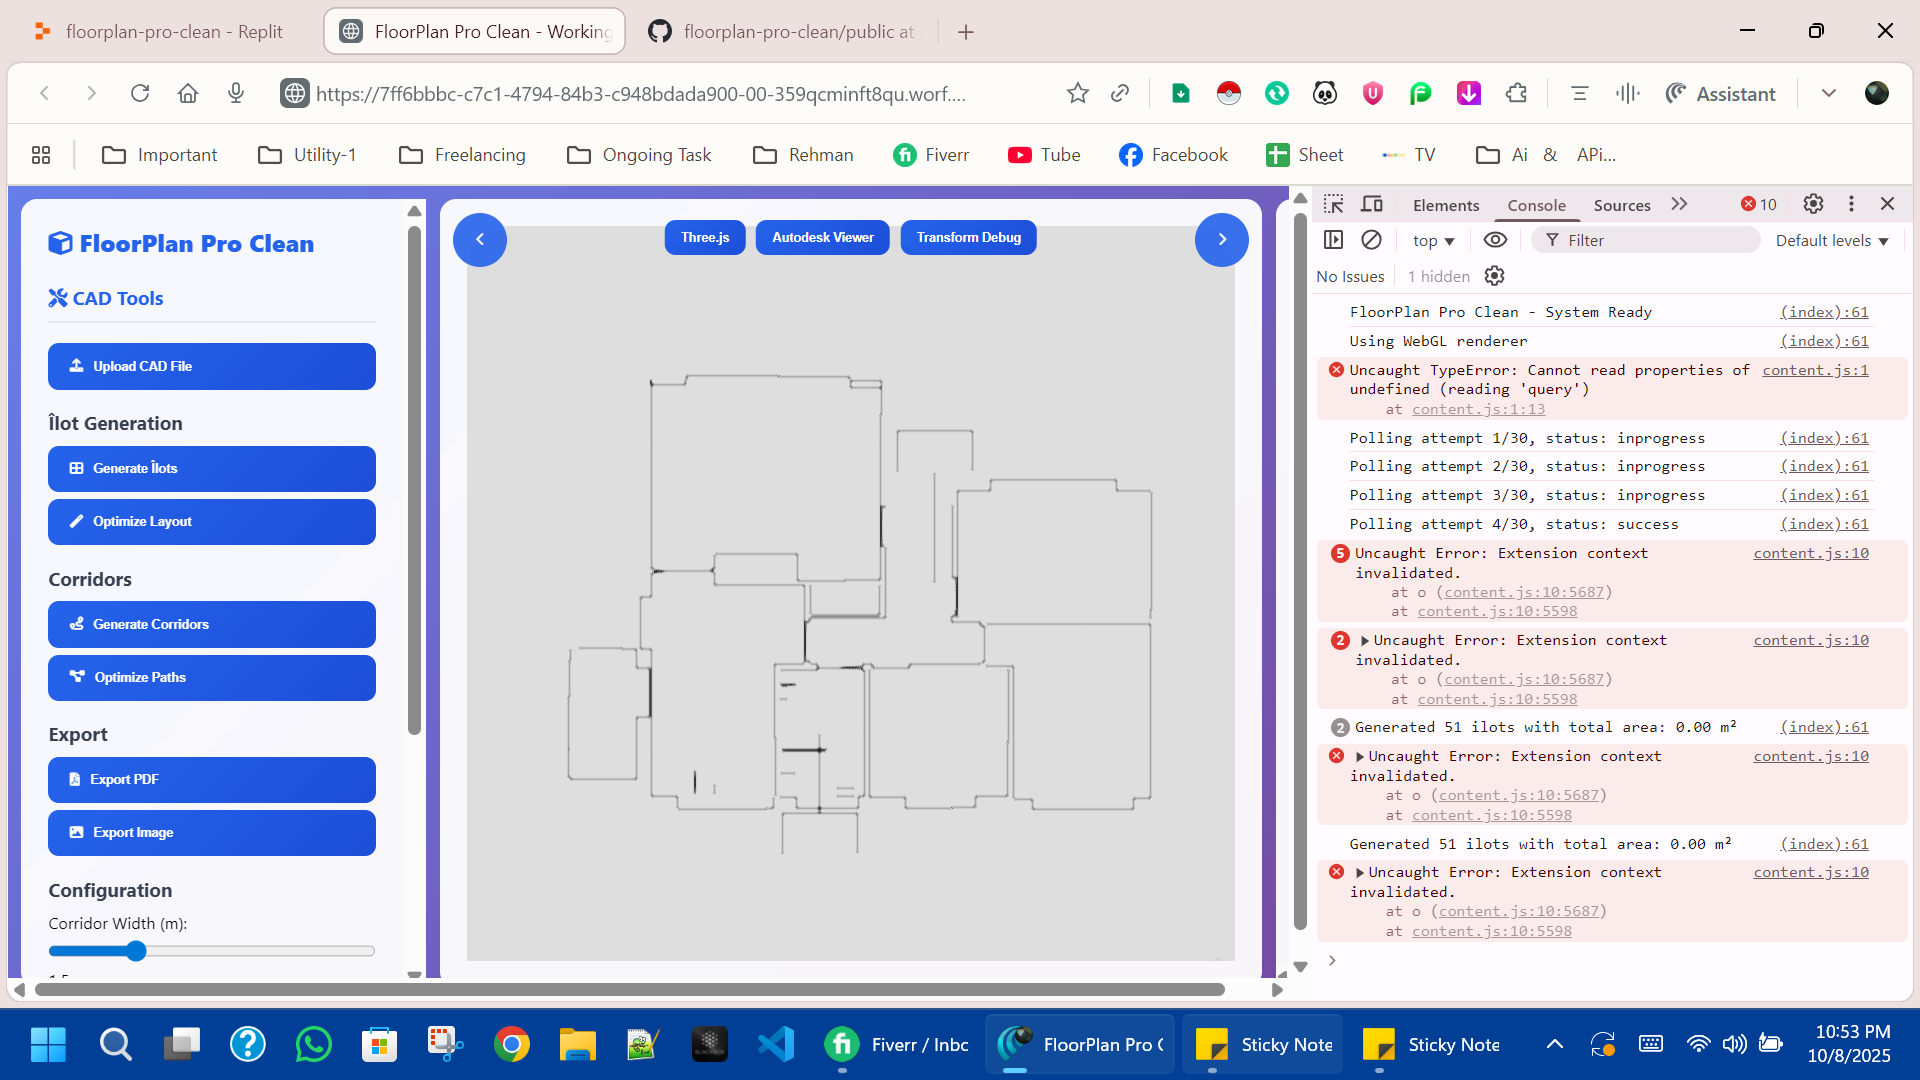 floorplan-pro-clean - Replit
FloorPlan Pro Clean - Working
floorplan-pro-clean/public at
https://7ff6bbbc-c7c1-4794-84b3-c948bdada900-00-359qcminft8qu.worf....
Assistant
Important
Utility-1
Freelancing
Ongoing Task
Rehman
Fiverr
Tube
Facebook
Sheet
TV
Ai & APi...
FloorPlan Pro Clean
CAD Tools
Upload CAD File
Îlot Generation
Generate Îlots
Optimize Layout
Corridors
Generate Corridors
Optimize Paths
Export
Export PDF
Export Image
Configuration
Corridor Width (m):
Three.js
Autodesk Viewer
Transform Debug
Elements
Console
Sources
10
top
Filter
Default levels
No Issues
1 hidden
FloorPlan Pro Clean - System Ready (index):61
Using WebGL renderer (index):61
Uncaught TypeError: Cannot read properties of content.js:1
undefined (reading 'query')
at content.js:1:13
Polling attempt 1/30, status: inprogress (index):61
Polling attempt 2/30, status: inprogress (index):61
Polling attempt 3/30, status: inprogress (index):61
Polling attempt 4/30, status: success (index):61
5 Uncaught Error: Extension context content.js:10
invalidated.
at o (content.js:10:5687)
at content.js:10:5598
2 Uncaught Error: Extension context content.js:10
invalidated.
at o (content.js:10:5687)
at content.js:10:5598
2 Generated 51 ilots with total area: 0.00 m² (index):61
Uncaught Error: Extension context content.js:10
invalidated.
at o (content.js:10:5687)
at content.js:10:5598
Generated 51 ilots with total area: 0.00 m² (index):61
Uncaught Error: Extension context content.js:10
invalidated.
at o (content.js:10:5687)
at content.js:10:5598
Fiverr / Inbo
FloorPlan Pro C
Sticky Note
Sticky Note
10:53 PM
10/8/2025